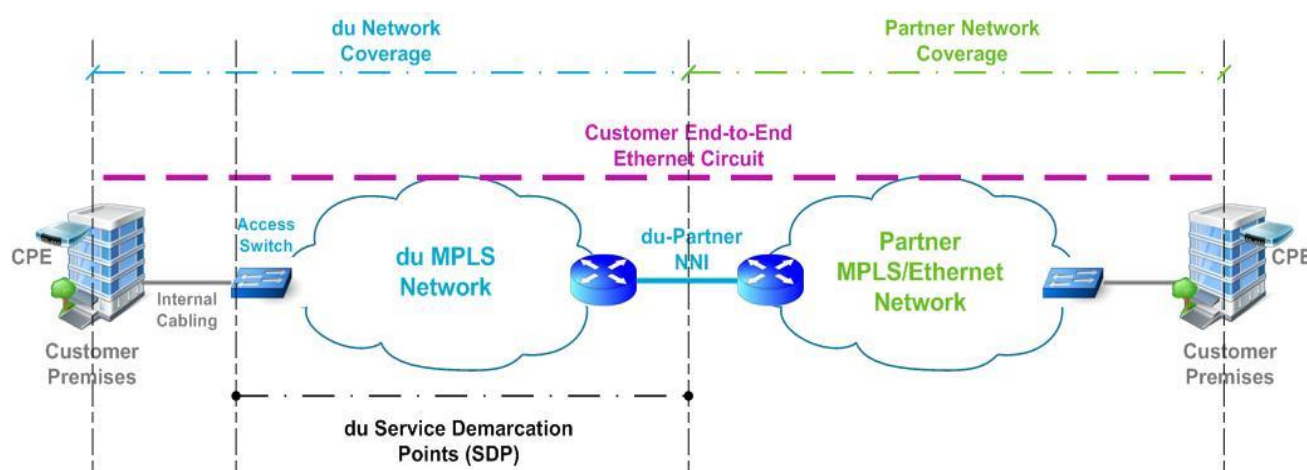 du Network
Coverage
Partner Network
Coverage
Customer End-to-End
Ethernet Circuit
CPE
Access
Switch
du MPLS
Network
du-Partner
NNI
Partner
MPLS/Ethernet
Network
CPE
Internal
Cabling
Customer
Premises
Customer
Premises
du Service Demarcation
Points (SDP)